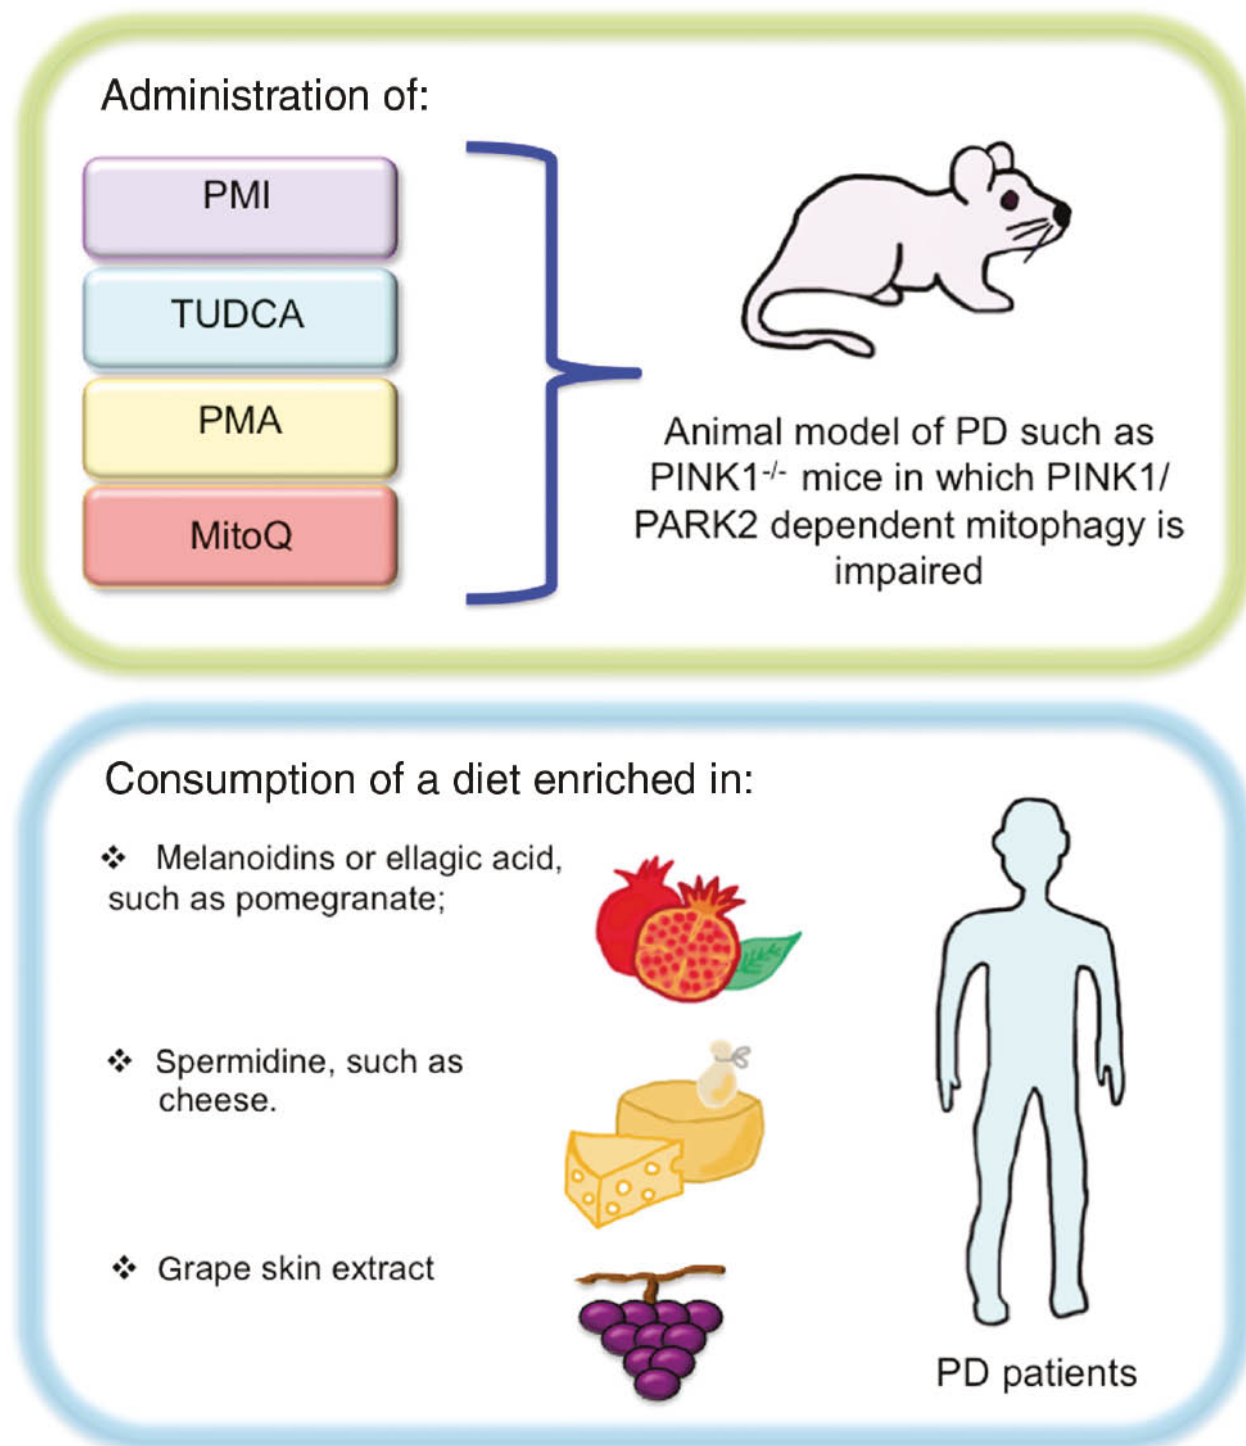 Administration of:
PMI
TUDCA
PMA
MitoQ
Animal model of PD such as
PINK1-/- mice in which PINK1/
PARK2 dependent mitophagy is
impaired
Consumption of a diet enriched in:
❖ Melanoidins or ellagic acid,
such as pomegranate;
❖ Spermidine, such as
cheese.
❖ Grape skin extract
PD patients